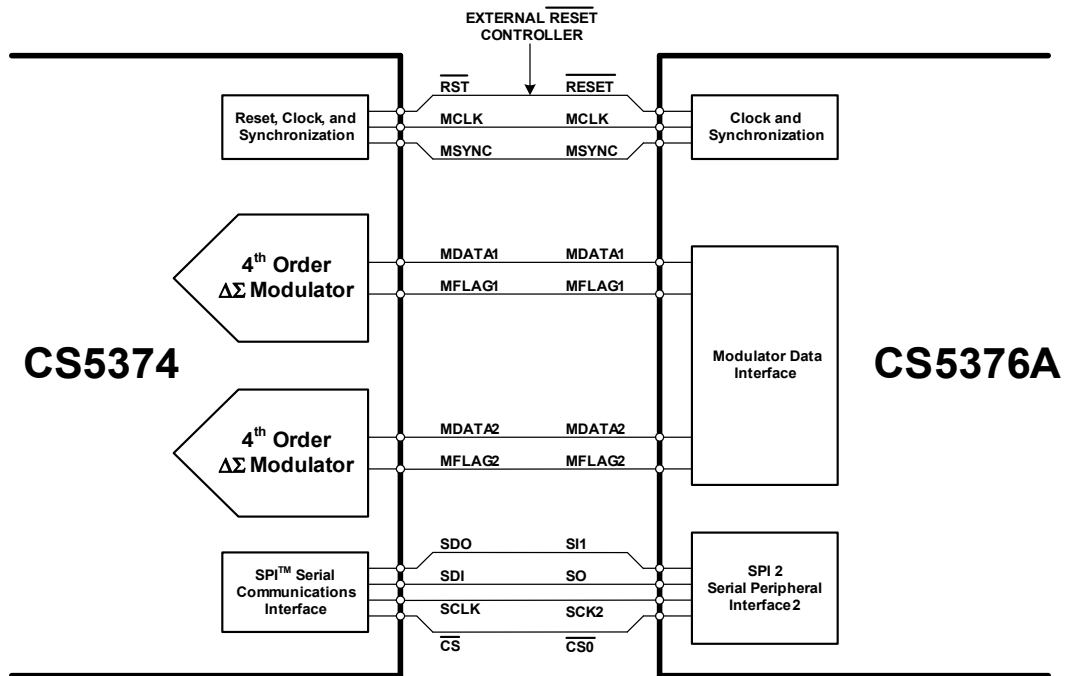 EXTERNAL RESET
CONTROLLER
RST
RESET
Reset, Clock, and
Synchronization
MCLK
MCLK
Clock and
Synchronization
MSYNC
MSYNC
4th Order
ΔΣ Modulator
MDATA1
MDATA1
MFLAG1
MFLAG1
CS5374
Modulator Data
Interface
CS5376A
4th Order
ΔΣ Modulator
MDATA2
MDATA2
MFLAG2
MFLAG2
SPI™ Serial
Communications
Interface
SDO
SI1
SDI
SO
SCLK
SCK2
CS
CS0
SPI 2
Serial Peripheral
Interface2